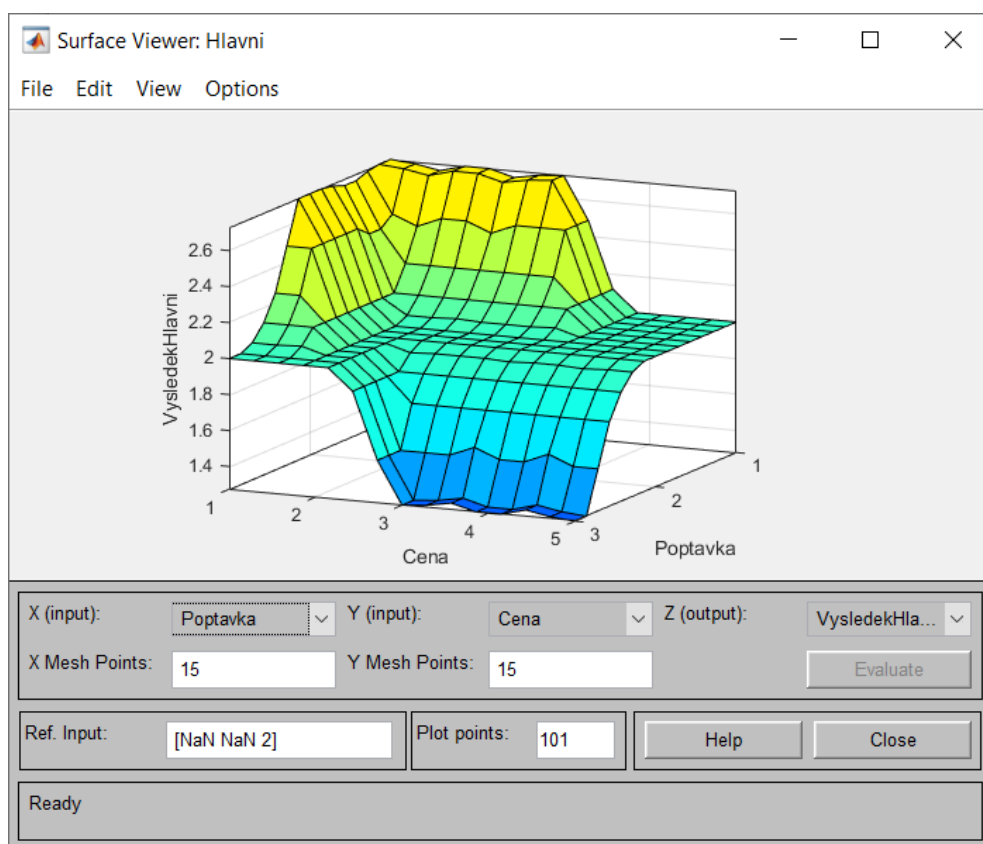 Surface Viewer: Hlavni
File Edit View Options
2.6
2.4
2.2
2
1.8
1.6
1.4
VysledekHlavni
1
2
3
4
5
Cena
3
2
1
Poptavka
X (input): Poptavka Y (input): Cena Z (output): VysledekHla...
X Mesh Points: 15 Y Mesh Points: 15 Evaluate
Ref. Input: [NaN NaN 2] Plot points: 101 Help Close
Ready